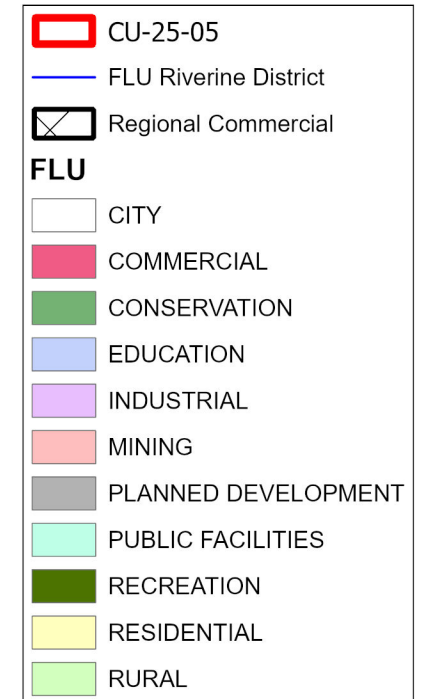 CU-25-05
FLU Riverine District
Regional Commercial
FLU
CITY
COMMERCIAL
CONSERVATION
EDUCATION
INDUSTRIAL
MINING
PLANNED DEVELOPMENT
PUBLIC FACILITIES
RECREATION
RESIDENTIAL
RURAL